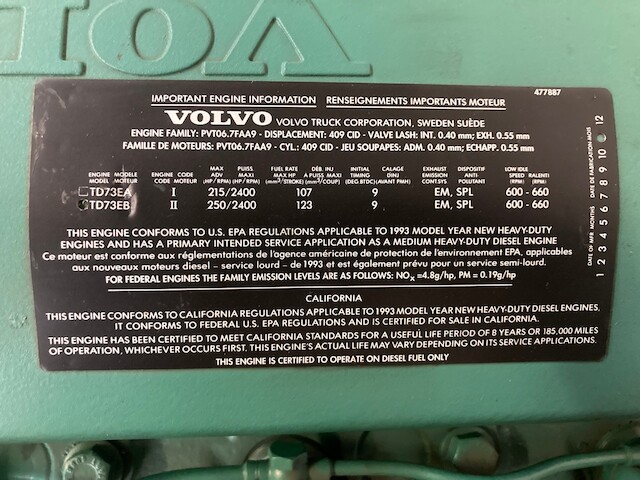 VOLVO
477887
IMPORTANT ENGINE INFORMATION RENSEIGNEMENTS IMPORTANTS MOTEUR
VOLVO VOLVO TRUCK CORPORATION, SWEDEN SUÈDE
ENGINE FAMILY: PVT06.7FAA9 - DISPLACEMENT: 409 CID - VALVE LASH: INT. 0.40 mm; EXH. 0.55 mm
FAMILLE DE MOTEURS: PVT06.7FAA9 - CYL.: 409 CID - JEU SOUPAPES: ADM. 0.40 mm; ECHAPP. 0.55 mm
ENGINE MODÈLE ENGINE CODE MAX PUISS FUEL RATE DÉB. INJ INITIAL CALAGE EXHAUST DISPOSITIF LOW IDLE
MODEL MOTEUR CODE MOTEUR ADV MAXI MAX HP A PUISS MAXI TIMING D'INJ EMISSION ANTI- SPEED RALENTI
(HP/RPM) (HP/RPM) (mm³/STROKE) (mm³/COUP) (DEG BTDC) (AVANT PMH) CONT SYS POLLUTANT (RPM) (RPM)
TD73EA I 215/2400 107 9 EM, SPL 600 - 660
TD73EB II 250/2400 123 9 EM, SPL 600 - 660
THIS ENGINE CONFORMS TO U.S. EPA REGULATIONS APPLICABLE TO 1993 MODEL YEAR NEW HEAVY-DUTY
ENGINES AND HAS A PRIMARY INTENDED SERVICE APPLICATION AS A MEDIUM HEAVY-DUTY DIESEL ENGINE
Ce moteur est conforme aux réglementations de l'agence américaine de protection de l'environnement EPA, applicables
aux nouveaux moteurs diesel - service lourd - de 1993 et est également prévu pour un service semi-lourd.
FOR FEDERAL ENGINES THE FAMILY EMISSION LEVELS ARE AS FOLLOWS: NOx =4.8g/hp, PM = 0.19g/hp
CALIFORNIA
THIS ENGINE CONFORMS TO CALIFORNIA REGULATIONS APPLICABLE TO 1993 MODEL YEAR NEW HEAVY-DUTY DIESEL ENGINES,
IT CONFORMS TO FEDERAL U.S. EPA REGULATIONS AND IS CERTIFIED FOR SALE IN CALIFORNIA.
THIS ENGINE HAS BEEN CERTIFIED TO MEET CALIFORNIA STANDARDS FOR A USEFUL LIFE PERIOD OF 8 YEARS OR 185,000 MILES
OF OPERATION, WHICHEVER OCCURS FIRST. THIS ENGINE'S ACTUAL LIFE MAY VARY DEPENDING ON ITS SERVICE APPLICATIONS.
THIS ENGINE IS CERTIFIED TO OPERATE ON DIESEL FUEL ONLY
DATE OF MFR MONTHS DATE DE FABRICATION-MOIS
1 2 3 4 5 6 7 8 9 10 12